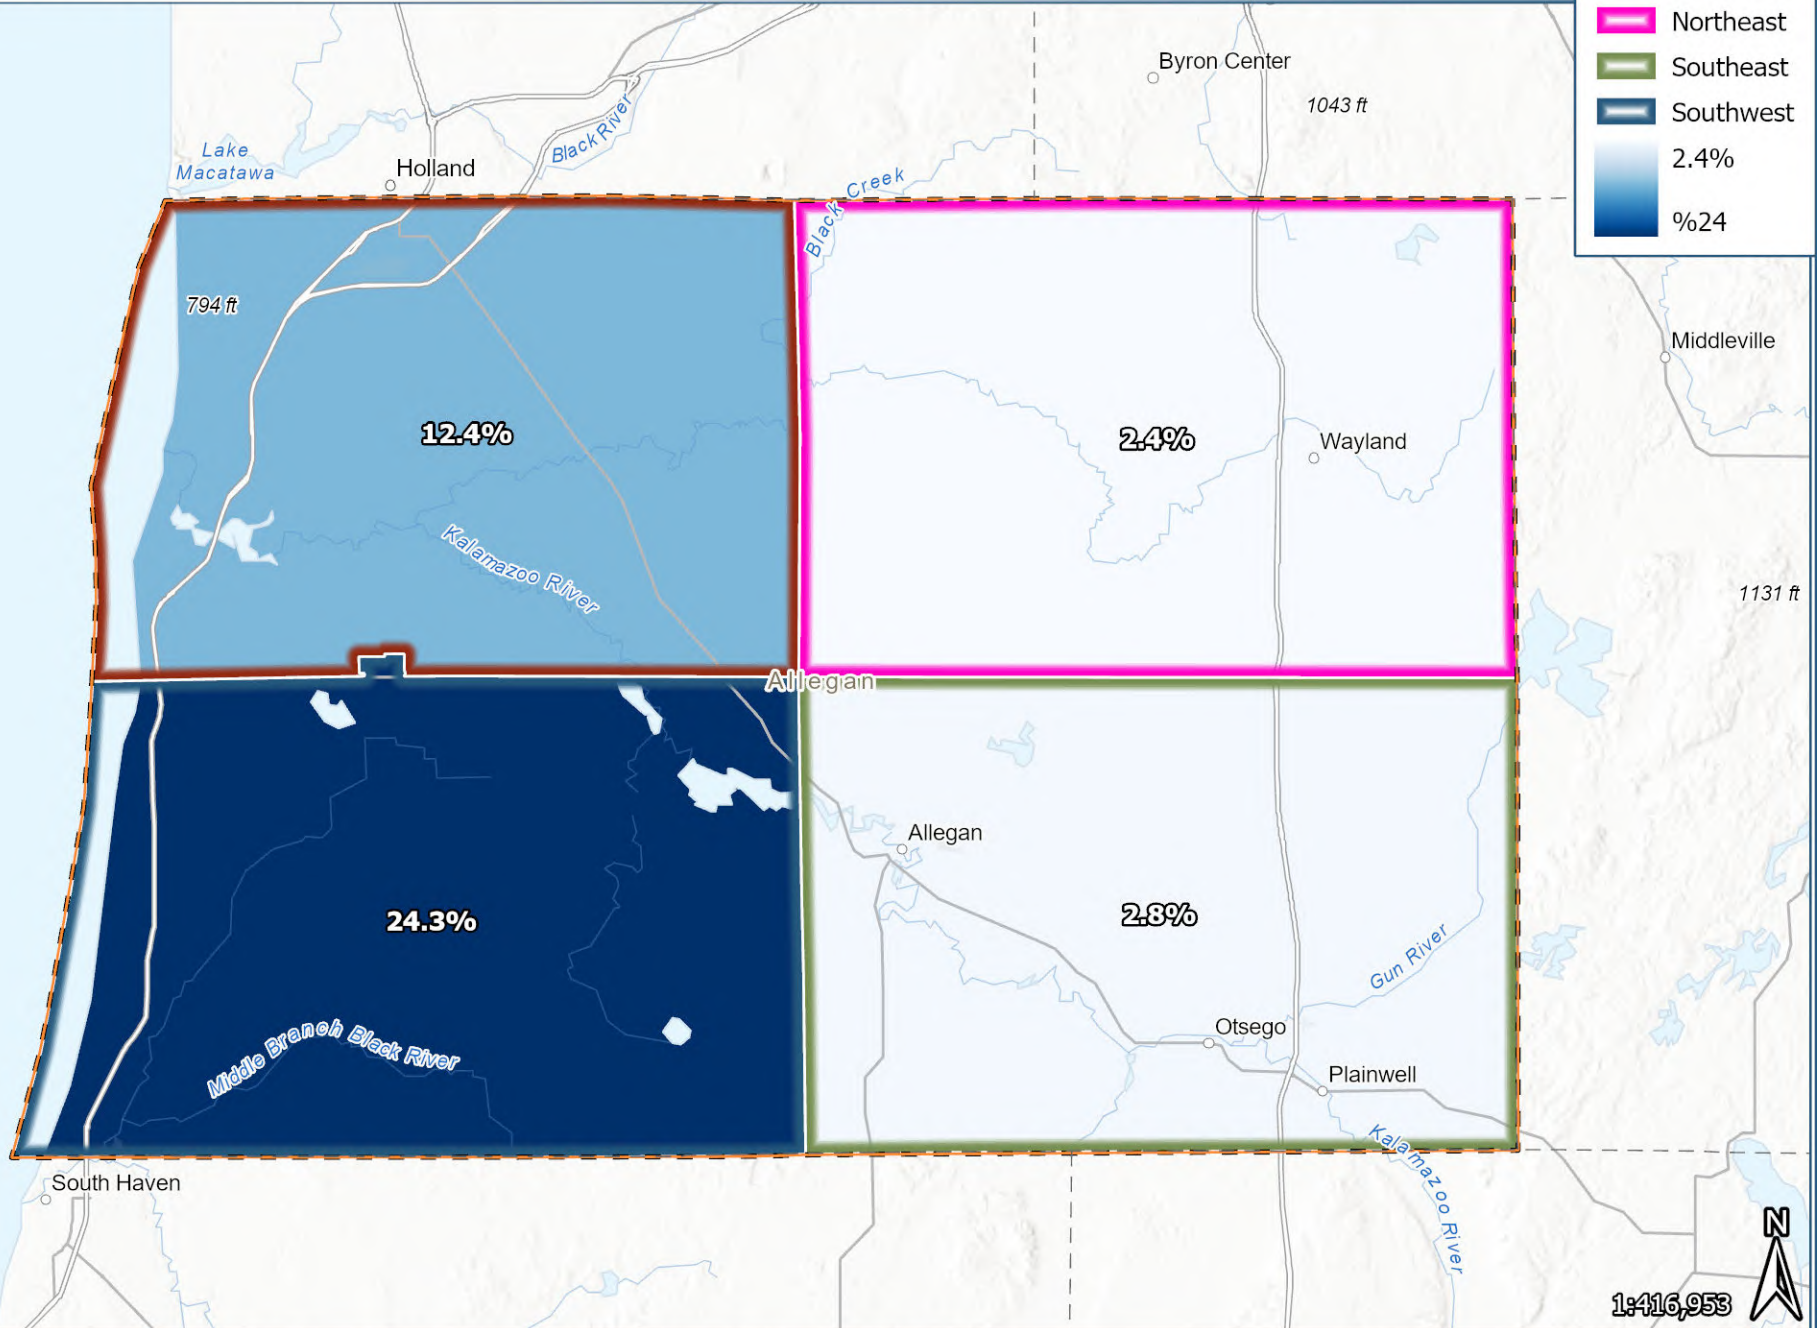 Northeast
Southeast
Southwest
2.4%
%24
Byron Center
1043 ft
Black River
Lake
Macatawa
Holland
Black Creek
794 ft
Middleville
12.4%
2.4%
Wayland
Kalamazoo River
1131 ft
Allegan
Allegan
24.3%
2.8%
Gun River
Otsego
Middle Branch Black River
Plainwell
Kalamazoo River
South Haven
N
1:416,953